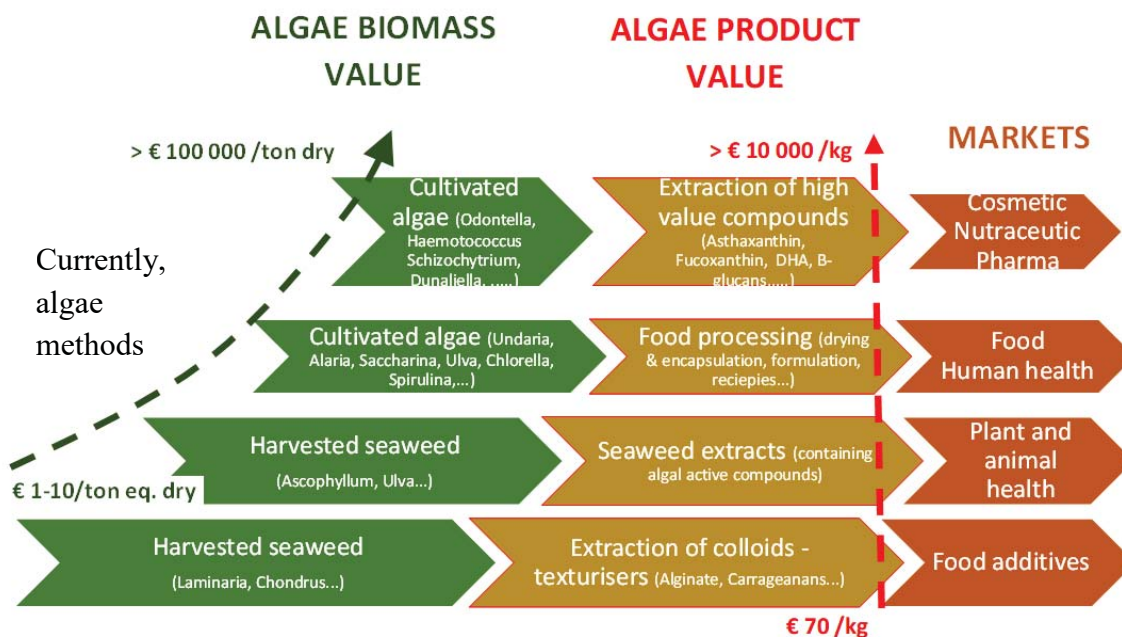 ALGAE BIOMASS
VALUE
ALGAE PRODUCT
VALUE
> € 100 000 /ton dry
> € 10 000 /kg
MARKETS
Currently,
algae
methods
Cultivated
algae (Odontella,
Haemotococcus
Schizochytrium,
Dunaliella, .....)
Extraction of high
value compounds
(Asthaxanthin,
Fucoxanthin, DHA, B-
glucans.....)
Cosmetic
Nutraceutic
Pharma
Cultivated algae (Undaria,
Alaria, Saccharina, Ulva, Chlorella,
Spirulina,...)
Food processing (drying
& encapsulation, formulation,
reciepies...)
Food
Human health
Harvested seaweed
(Ascophyllum, Ulva...)
Seaweed extracts (containing
algal active compounds)
Plant and
animal
health
€ 1-10/ton eq. dry
Harvested seaweed
(Laminaria, Chondrus...)
Extraction of colloids -
texturisers (Alginate, Carrageanans...)
Food additives
€ 70 /kg